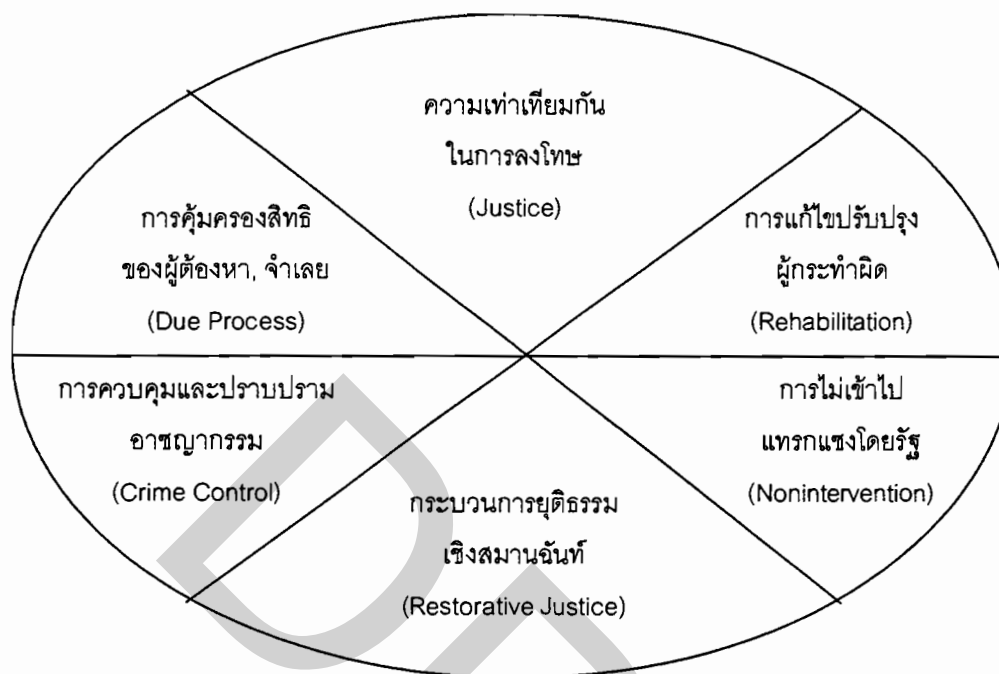 ความเท่าเทียมกัน
ในการลงโทษ
(Justice)
การคุ้มครองสิทธิ
ของผู้ต้องหา, จำเลย
(Due Process)
การแก้ไขปรับปรุง
ผู้กระทำผิด
(Rehabilitation)
การควบคุมและปราบปราม
อาชญากรรม
(Crime Control)
การไม่เข้าไป
แทรกแซงโดยรัฐ
(Nonintervention)
กระบวนการยุติธรรม
เชิงสมานฉันท์
(Restorative Justice)